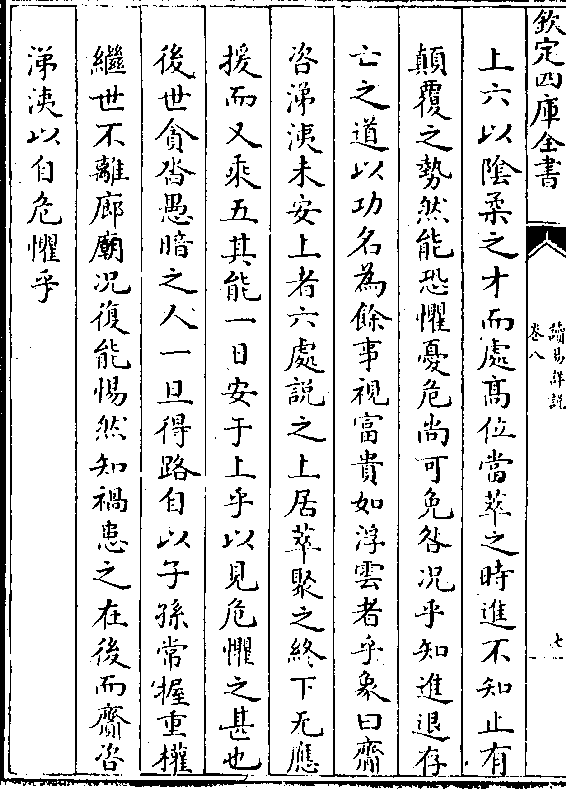 欽定四庫全書
讀易詳説
卷八
七
上六以陰柔之才而處髙位當萃之時進不知止有
顛覆之勢然能恐懼憂危尚可免咎况乎知進退存
亡之道以功名為餘事視富貴如浮雲者乎象曰齎
咨涕洟未安上者六處説之上居萃聚之終下无應
援而又乘五其能一日安于上乎以見危懼之甚也
後世貪沓愚暗之人一旦得路自以子孫常握重權
繼世不離廊廟况復能惕然知禍患之在後而齎咨
涕洟以自危懼乎